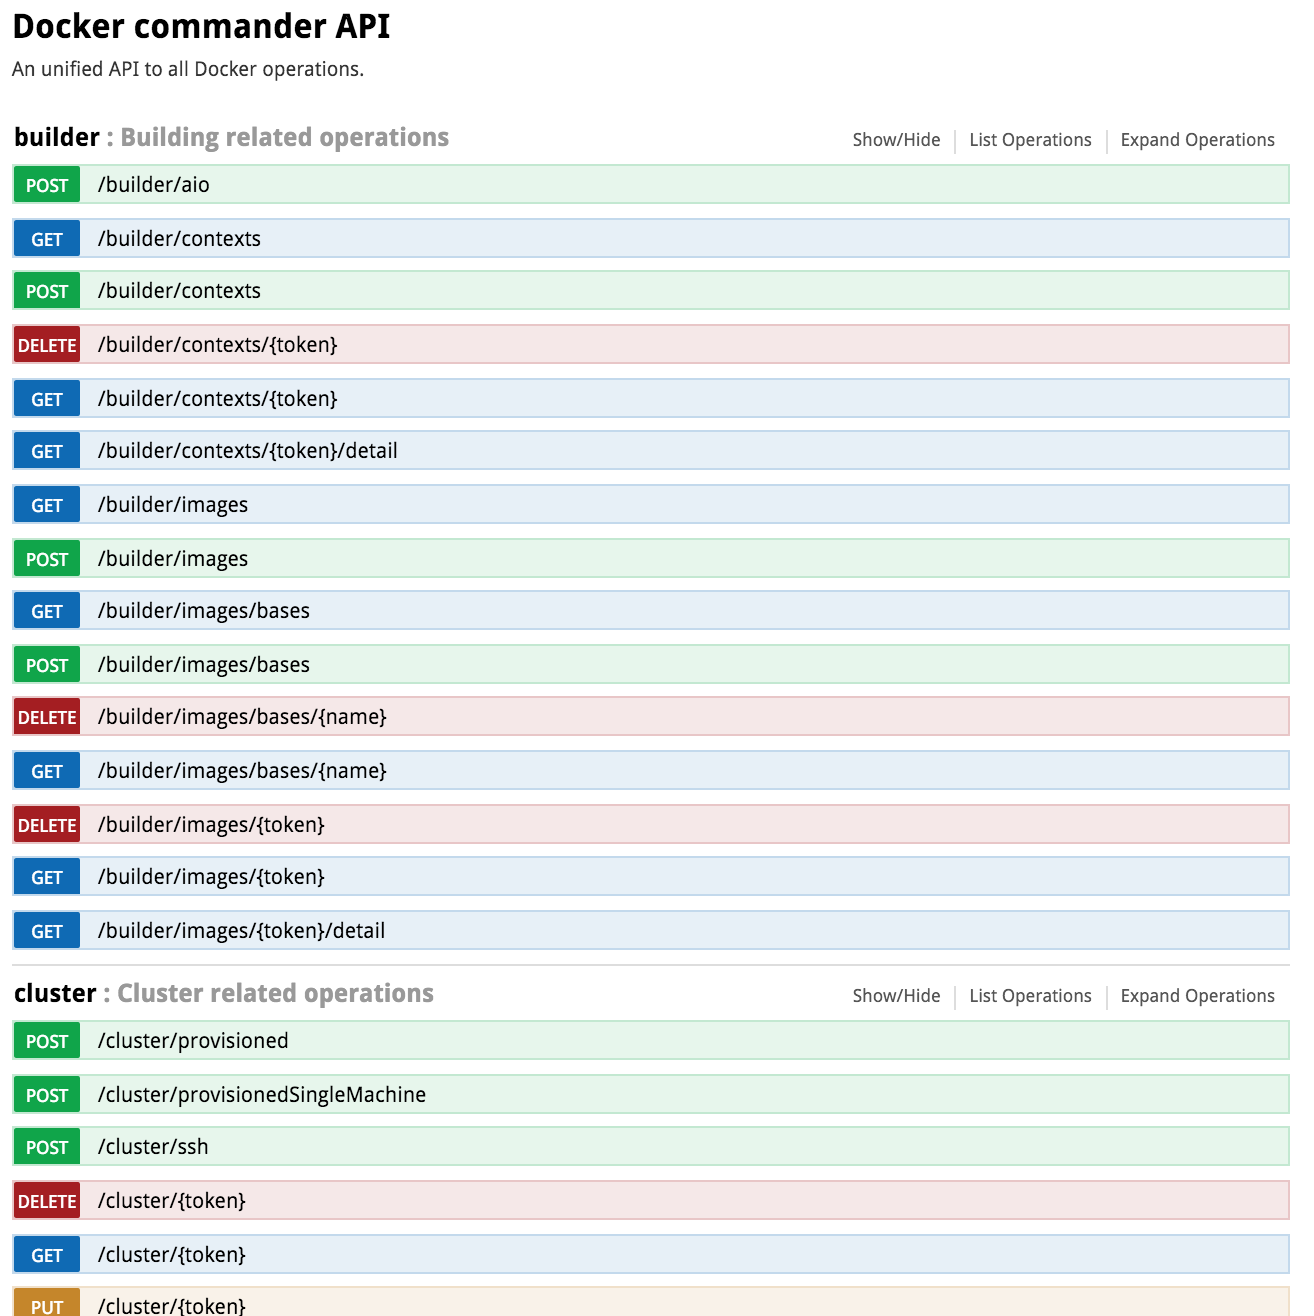 Docker commander API
An unified API to all Docker operations.
builder : Building related operations Show/Hide List Operations Expand Operations
POST /builder/aio
GET /builder/contexts
POST /builder/contexts
DELETE /builder/contexts/{token}
GET /builder/contexts/{token}
GET /builder/contexts/{token}/detail
GET /builder/images
POST /builder/images
GET /builder/images/bases
POST /builder/images/bases
DELETE /builder/images/bases/{name}
GET /builder/images/bases/{name}
DELETE /builder/images/{token}
GET /builder/images/{token}
GET /builder/images/{token}/detail
cluster : Cluster related operations Show/Hide List Operations Expand Operations
POST /cluster/provisioned
POST /cluster/provisionedSingleMachine
POST /cluster/ssh
DELETE /cluster/{token}
GET /cluster/{token}
PUT /cluster/{token}